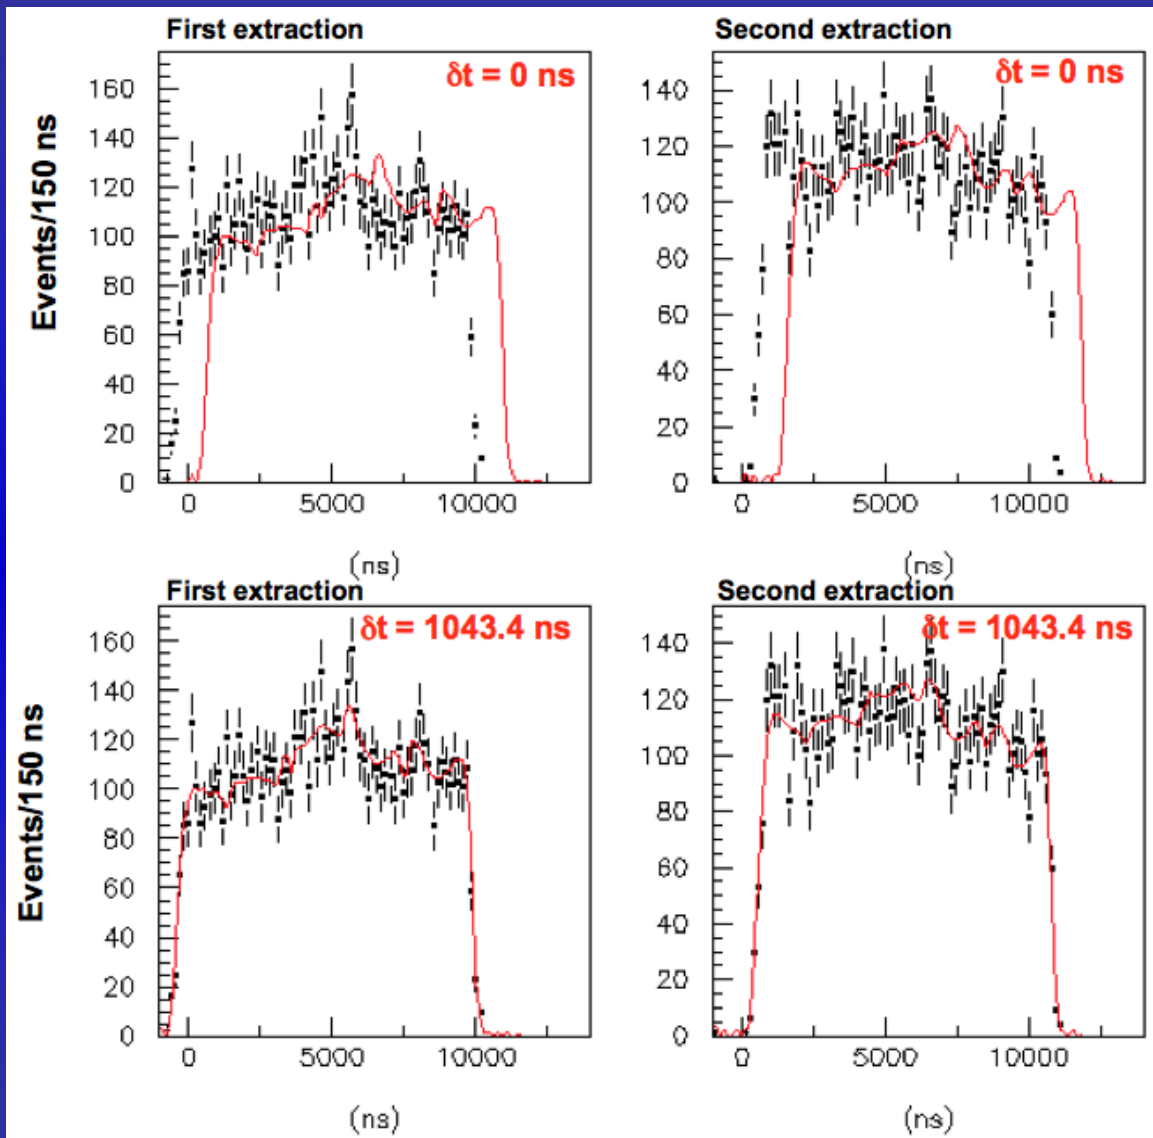 First extraction
Second extraction
δt = 0 ns
δt = 0 ns
Events/150 ns
160
140
120
100
80
60
40
20
0
140
120
100
80
60
40
20
0
0 5000 10000
0 5000 10000
(ns)
(ns)
First extraction
Second extraction
δt = 1043.4 ns
δt = 1043.4 ns
Events/150 ns
160
140
120
100
80
60
40
20
0
140
120
100
80
60
40
20
0
0 5000 10000
0 5000 10000
(ns)
(ns)